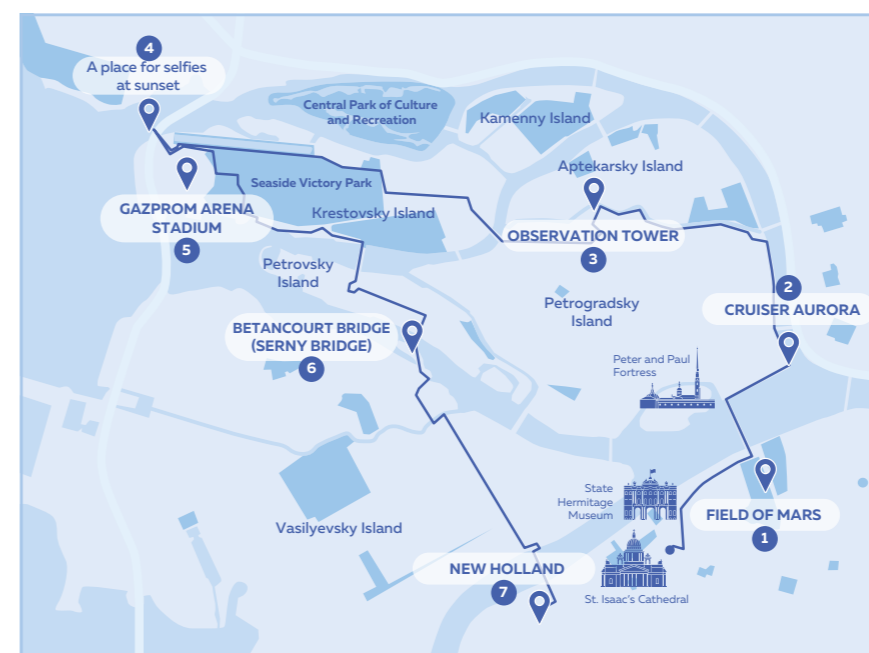 4
A place for selfies
at sunset
Central Park of Culture
and Recreation
Kamenny Island
Aptekarsky Island
Seaside Victory Park
Krestovsky Island
GAZPROM ARENA
STADIUM
5
OBSERVATION TOWER
3
Petrovsky
Island
2
CRUISER AURORA
Petrogradsky
Island
BETANCOURT BRIDGE
(SERNY BRIDGE)
6
Peter and Paul
Fortress
State
Hermitage
Museum
FIELD OF MARS
1
Vasilyevsky Island
NEW HOLLAND
7
St. Isaac's Cathedral